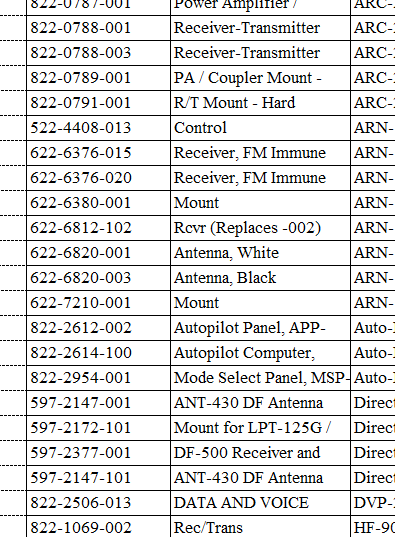 822-0787-001 Power Amplifier / ARC-
822-0788-001 Receiver-Transmitter ARC-
822-0788-003 Receiver-Transmitter ARC-
822-0789-001 PA / Coupler Mount - ARC-
822-0791-001 R/T Mount - Hard ARC-
522-4408-013 Control ARN-
622-6376-015 Receiver, FM Immune ARN-
622-6376-020 Receiver, FM Immune ARN-
622-6380-001 Mount ARN-
622-6812-102 Rcvr (Replaces -002) ARN-
622-6820-001 Antenna, White ARN-
622-6820-003 Antenna, Black ARN-
622-7210-001 Mount ARN-
822-2612-002 Autopilot Panel, APP- Auto-
822-2614-100 Autopilot Computer, Auto-
822-2954-001 Mode Select Panel, MSP- Auto-
597-2147-001 ANT-430 DF Antenna Direct
597-2172-101 Mount for LPT-125G / Direct
597-2377-001 DF-500 Receiver and Direct
597-2147-101 ANT-430 DF Antenna Direct
822-2506-013 DATA AND VOICE DVP-
822-1069-002 Rec/Trans HF-90